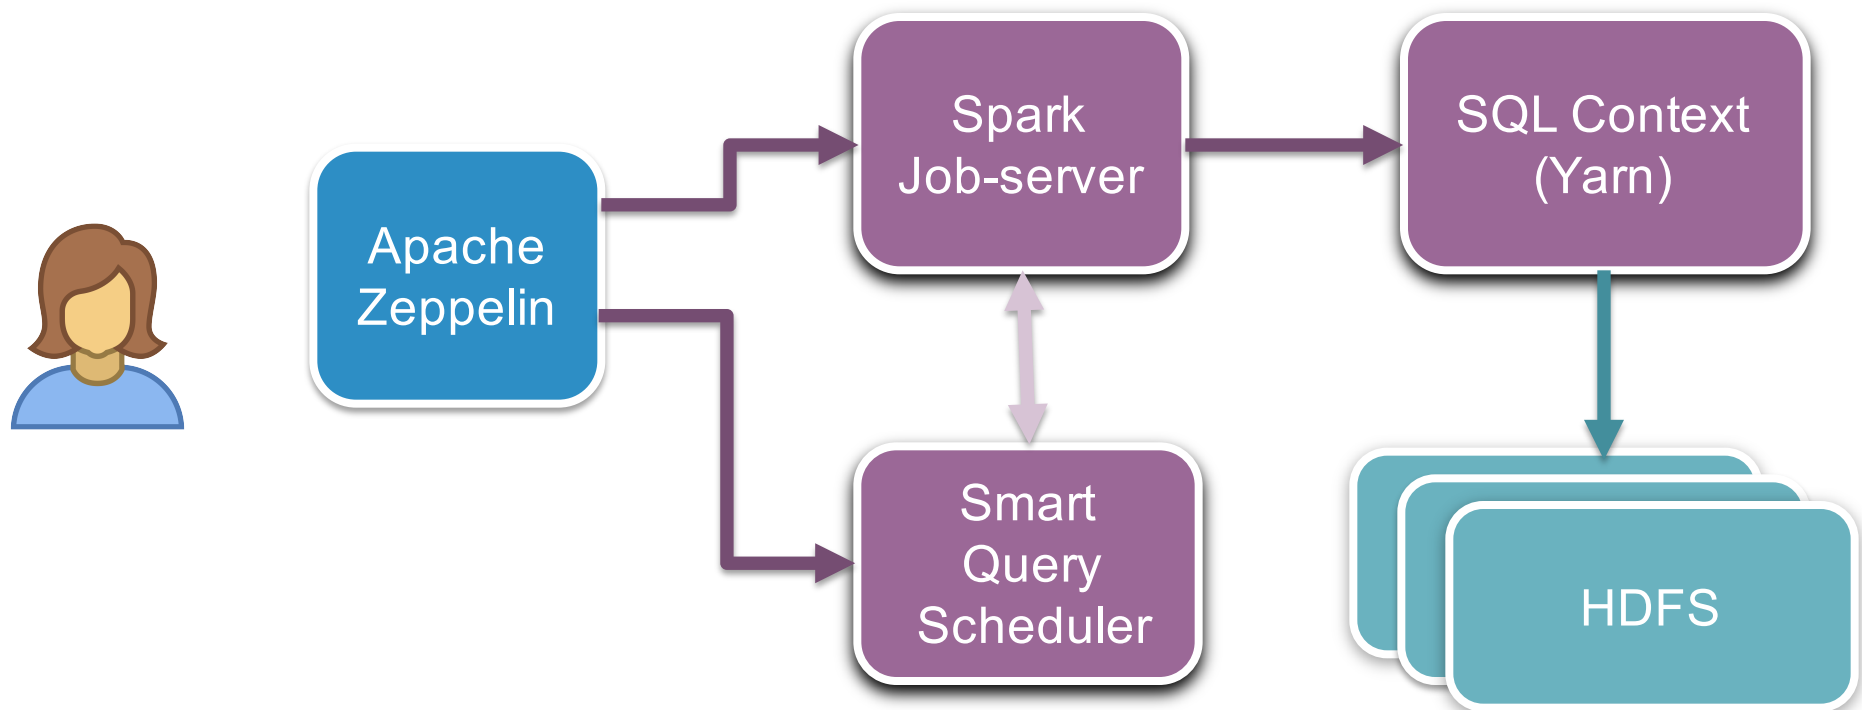 Apache
Zeppelin
Spark
Job-server
SQL Context
(Yarn)
Smart
Query
Scheduler
HDFS